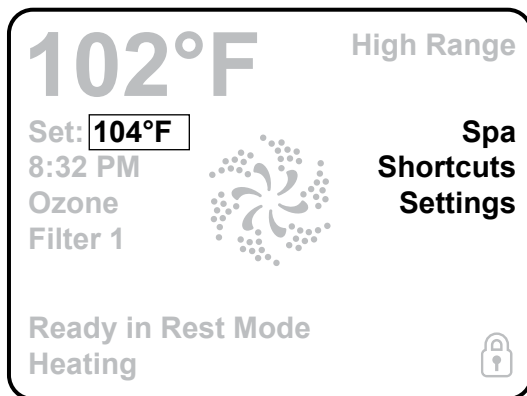 102°F
High Range
Set: 104°F
8:32 PM
Ozone
Filter 1
Spa
Shortcuts
Settings
Ready in Rest Mode
Heating